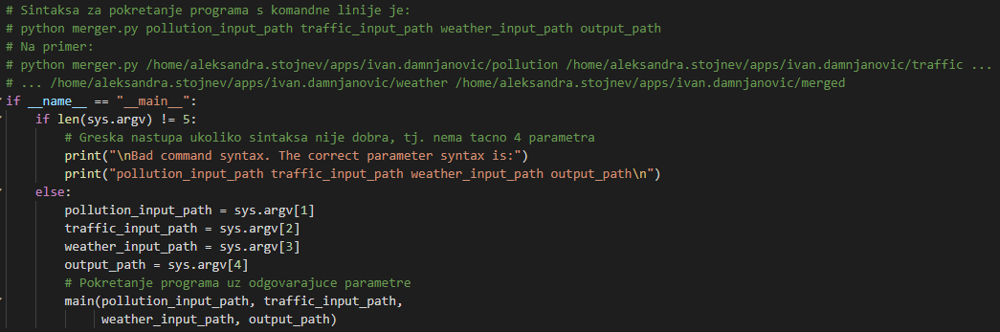 # Sintaksa za pokretanje programa s komandne linije je:
# python merger.py pollution_input_path traffic_input_path weather_input_path output_path
# Na primer:
# python merger.py /home/aleksandra.stojnev/apps/ivan.damnjanovic/pollution /home/aleksandra.stojnev/apps/ivan.damnjanovic/traffic ...
# ... /home/aleksandra.stojnev/apps/ivan.damnjanovic/weather /home/aleksandra.stojnev/apps/ivan.damnjanovic/merged
if __name__ == "__main__":
    if len(sys.argv) != 5:
        # Greska nastupa ukoliko sintaksa nije dobra, tj. nema tacno 4 parametra
        print("\nBad command syntax. The correct parameter syntax is:")
        print("pollution_input_path traffic_input_path weather_input_path output_path\n")
    else:
        pollution_input_path = sys.argv[1]
        traffic_input_path = sys.argv[2]
        weather_input_path = sys.argv[3]
        output_path = sys.argv[4]
        # Pokretanje programa uz odgovarajuce parametre
        main(pollution_input_path, traffic_input_path,
             weather_input_path, output_path)